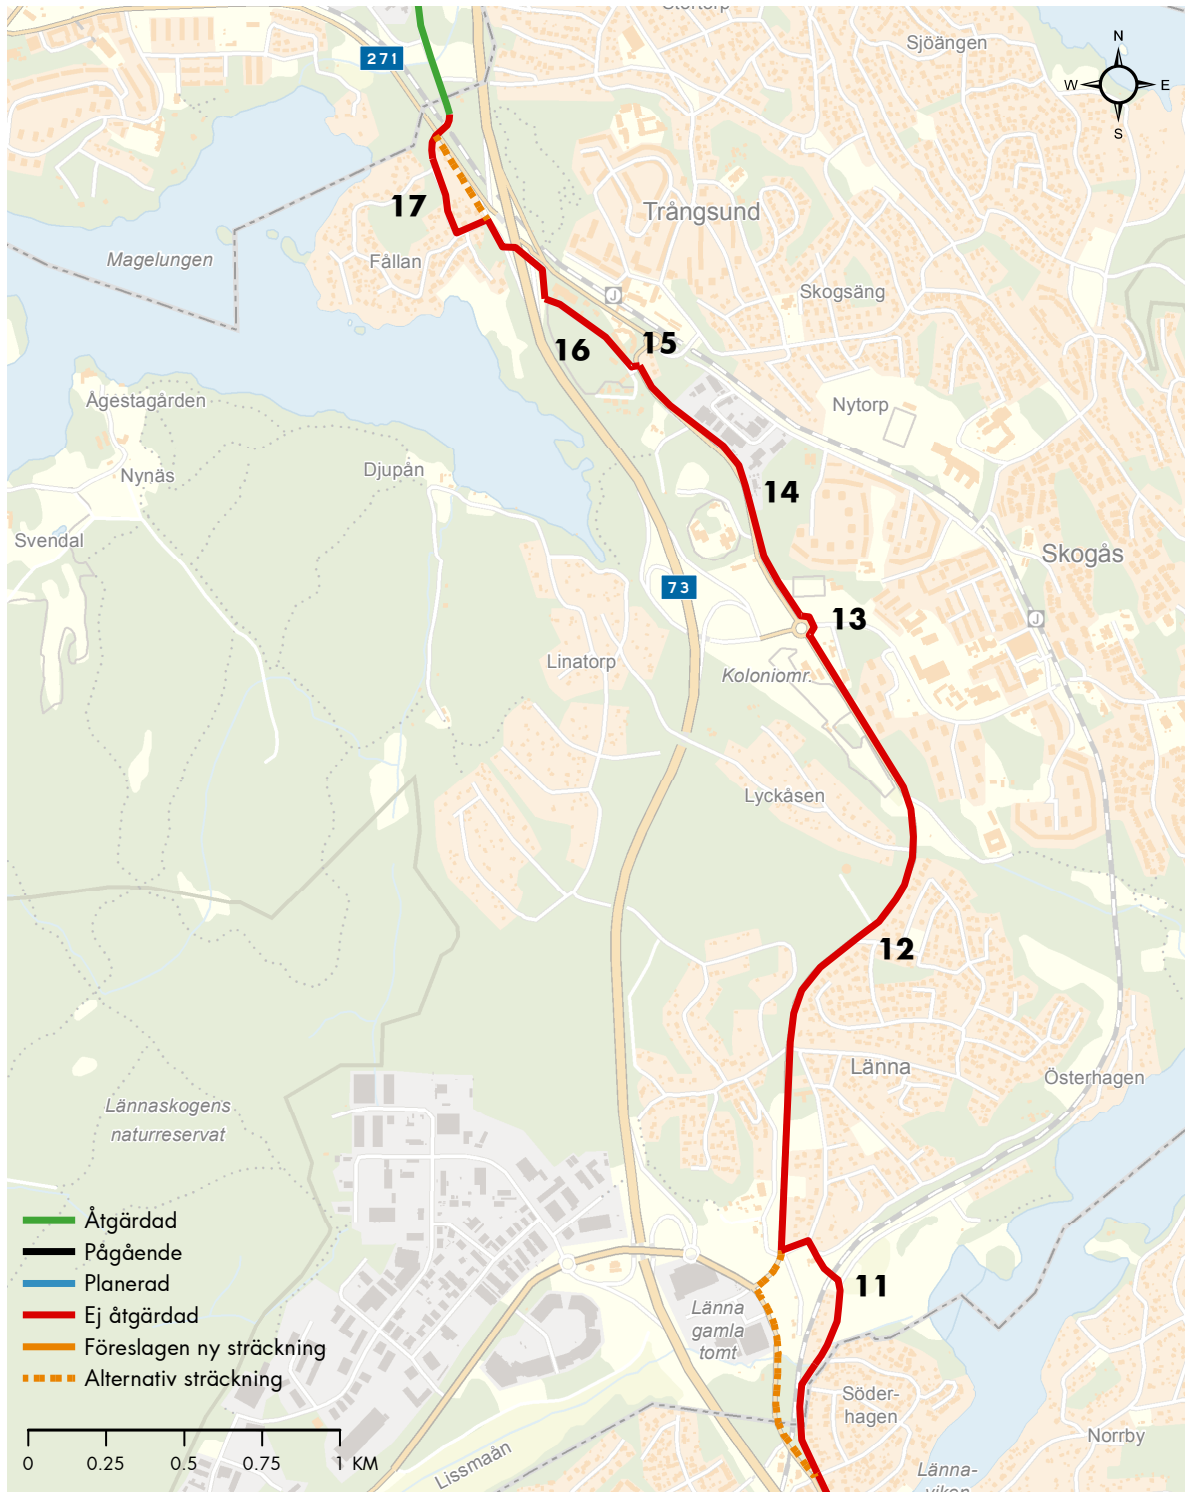 Stortorp
271
Sjöängen
N
W
E
S
17
Trångsund
Magelungen
Fållan
Skogsäng
J
16
15
Ågestagården
Nytorp
Djupån
Nynäs
14
Svendal
Skogås
73
13
J
Linatorp
Koloniomr.
Lyckåsen
12
Länna
Österhagen
Lännaskogens
naturreservat
Åtgärdad
Pågående
Planerad
Ej åtgärdad
Föreslagen ny sträckning
Alternativ sträckning
11
Länna
gamla
tomt
Söder-
hagen
Norrby
0 0.25 0.5 0.75 1 KM
Lissmaån
Länna-
viken